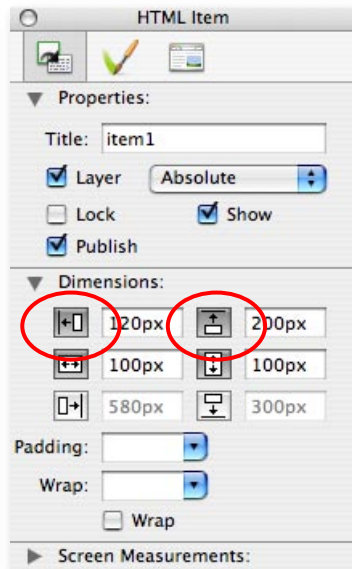 HTML Item
Properties:
Title: item1
Layer Absolute
Lock Show
Publish
Dimensions:
120px 200px
100px 100px
580px 300px
Padding:
Wrap:
Wrap
Screen Measurements: